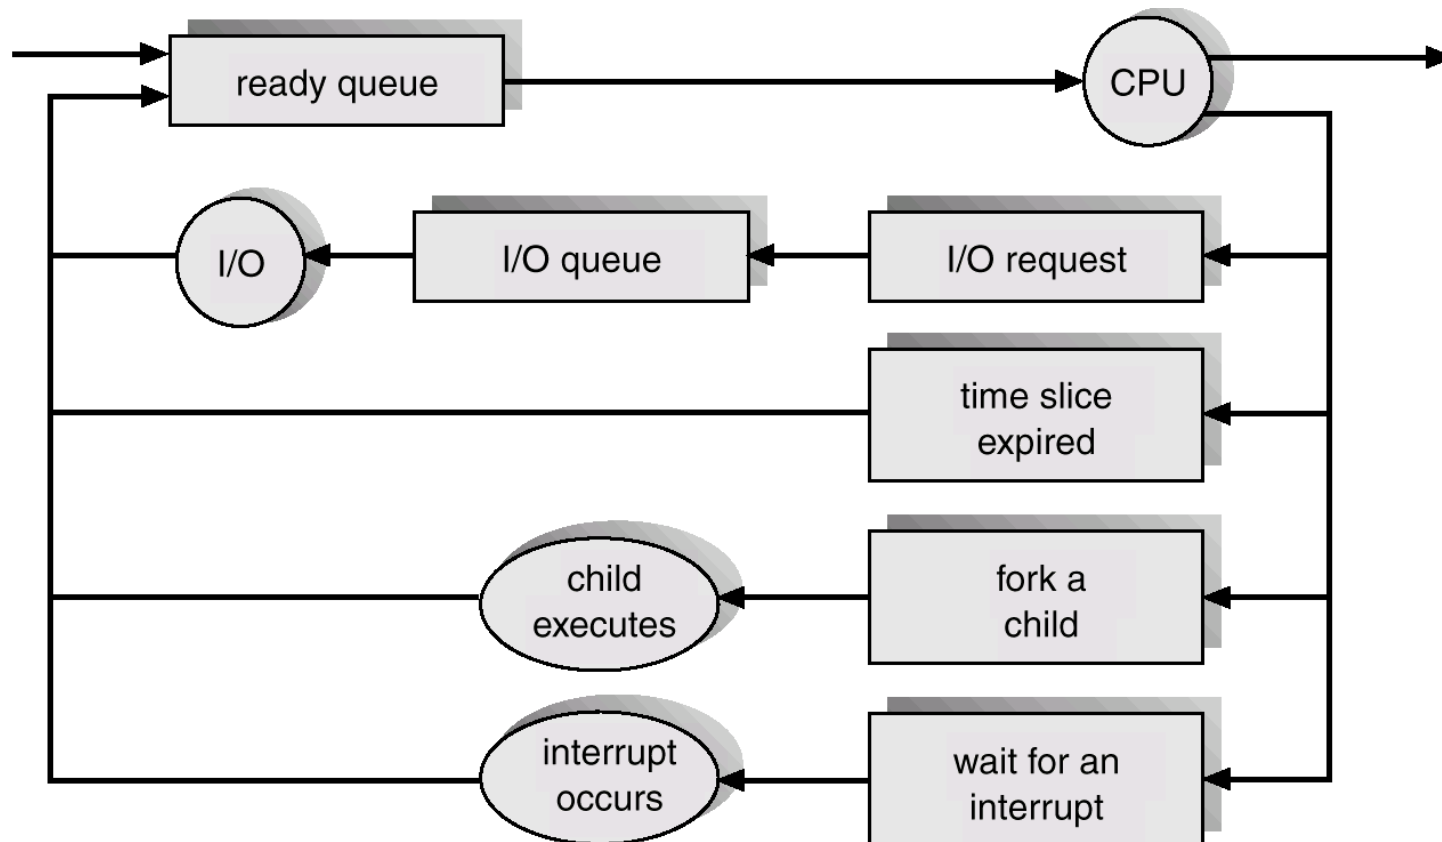 ready queue
CPU
I/O
I/O queue
I/O request
time slice
expired
child
executes
fork a
child
interrupt
occurs
wait for an
interrupt